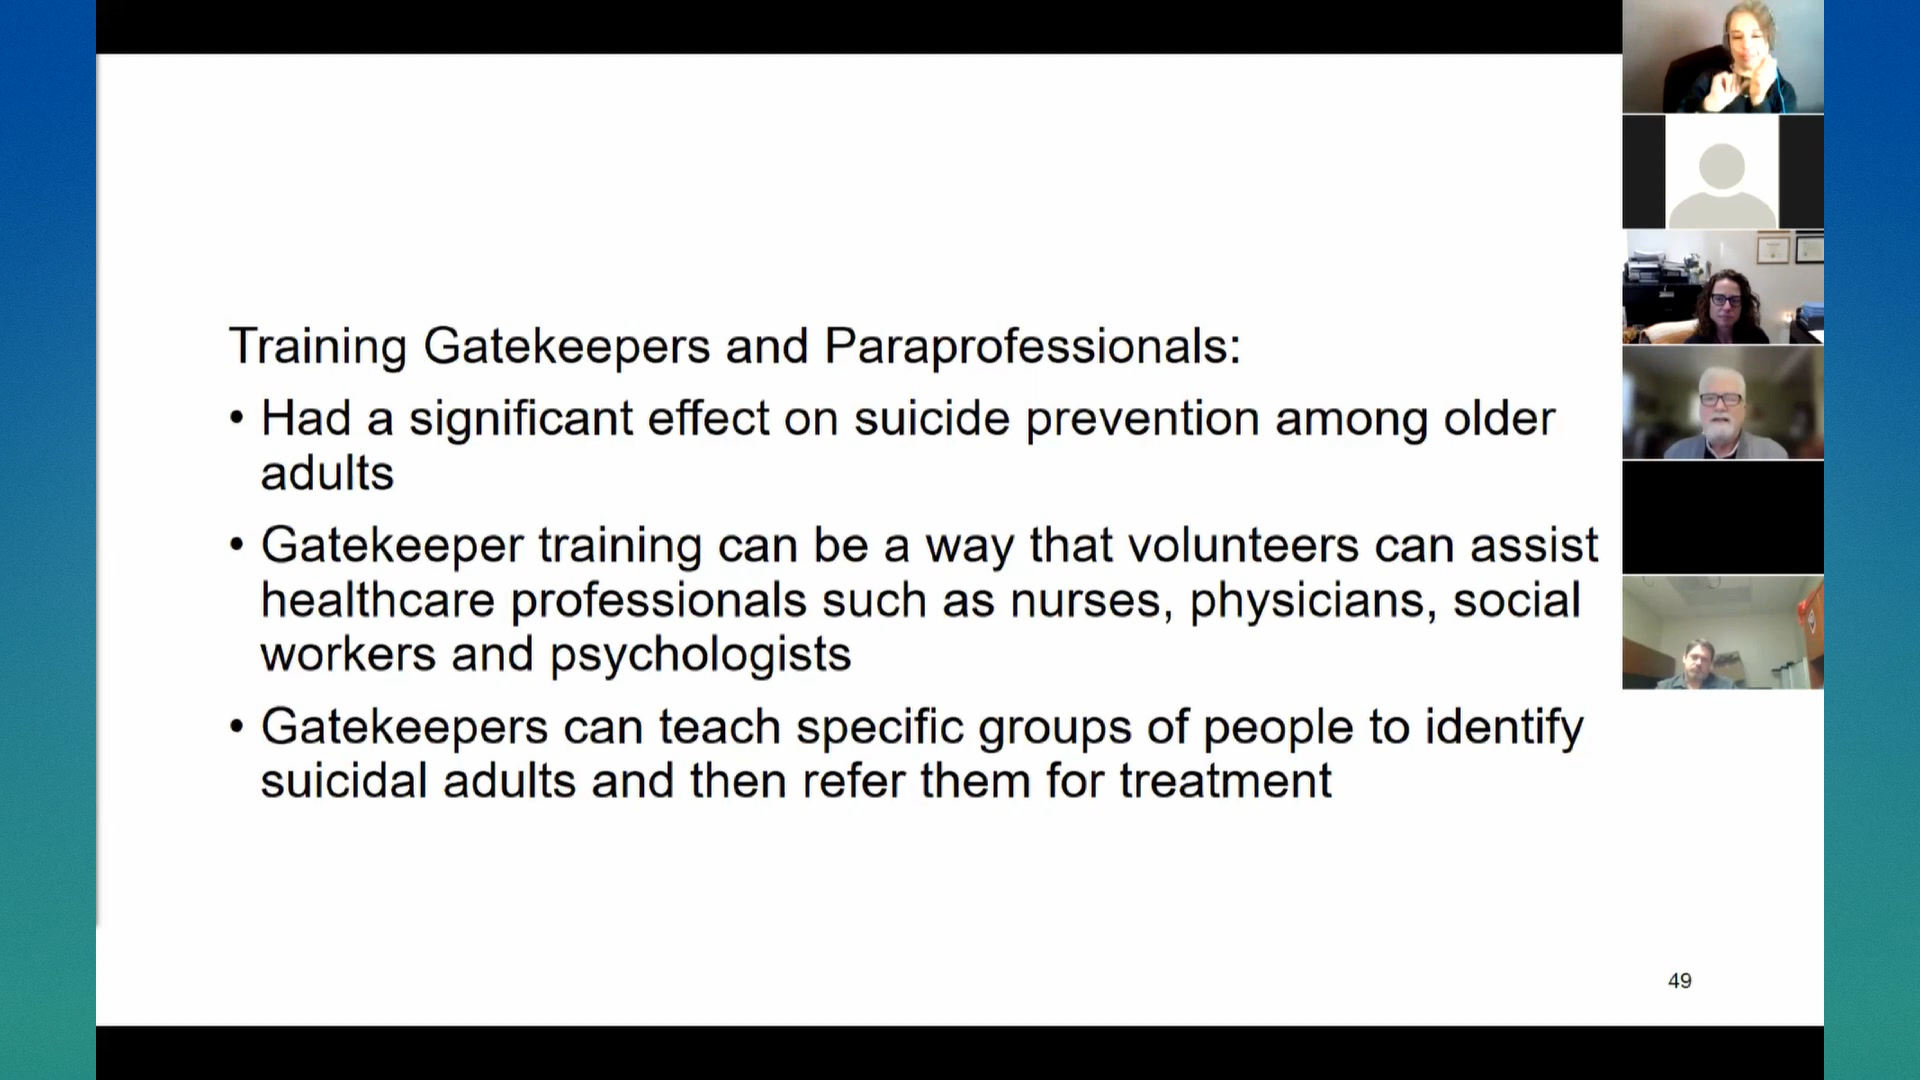 Training Gatekeepers and Paraprofessionals:
• Had a significant effect on suicide prevention among older
adults
• Gatekeeper training can be a way that volunteers can assist
healthcare professionals such as nurses, physicians, social
workers and psychologists
• Gatekeepers can teach specific groups of people to identify
suicidal adults and then refer them for treatment
49